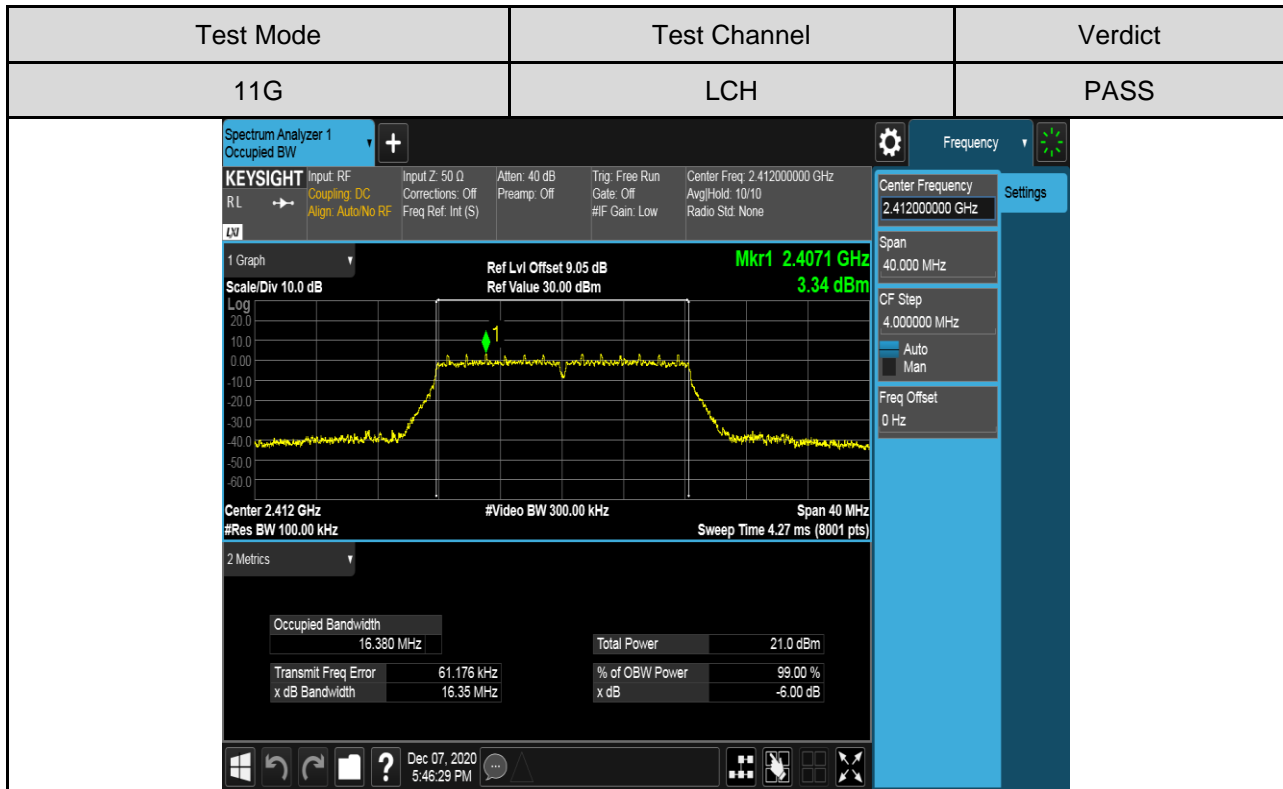 Test Mode Test Channel Verdict
11G LCH PASS
Spectrum Analyzer 1
Occupied BW
+
Frequency
KEYSIGHT Input: RF Input Z: 50 Ω Atten: 40 dB Trig: Free Run Center Freq: 2.412000000 GHz
RL Coupling: DC Corrections: Off Preamp: Off Gate: Off Avg|Hold: 10/10
Align: Auto/No RF Freq Ref: Int (S) #IF Gain: Low Radio Std: None
LXI
Center Frequency
2.412000000 GHz
Settings
Span
40.000 MHz
CF Step
4.000000 MHz
Auto
Man
Freq Offset
0 Hz
1 Graph
Ref Lvl Offset 9.05 dB
Mkr1 2.4071 GHz
Scale/Div 10.0 dB Ref Value 30.00 dBm 3.34 dBm
Log
20.0
10.0
0.00
-10.0
-20.0
-30.0
-40.0
-50.0
-60.0
1
Center 2.412 GHz #Video BW 300.00 kHz Span 40 MHz
#Res BW 100.00 kHz Sweep Time 4.27 ms (8001 pts)
2 Metrics
Occupied Bandwidth
16.380 MHz
Total Power 21.0 dBm
Transmit Freq Error 61.176 kHz % of OBW Power 99.00 %
x dB Bandwidth 16.35 MHz x dB -6.00 dB
?
Dec 07, 2020
5:46:29 PM